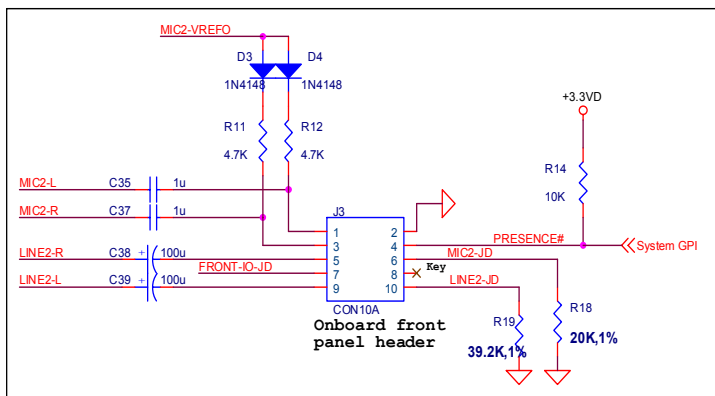 MIC2-VREFO
D3 D4
1N4148 1N4148
+3.3VD
R11 R12
4.7K 4.7K
R14
10K
MIC2-L C35 1u
MIC2-R C37 1u
J3
1 2
3 4 PRESENCE# System GPI
LINE2-R C38 + 100u 5 6 MIC2-JD
FRONT-IO-JD 7 8 Key
LINE2-L C39 + 100u 9 10 LINE2-JD
CON10A
Onboard front
panel header
R19 R18
39.2K,1% 20K,1%